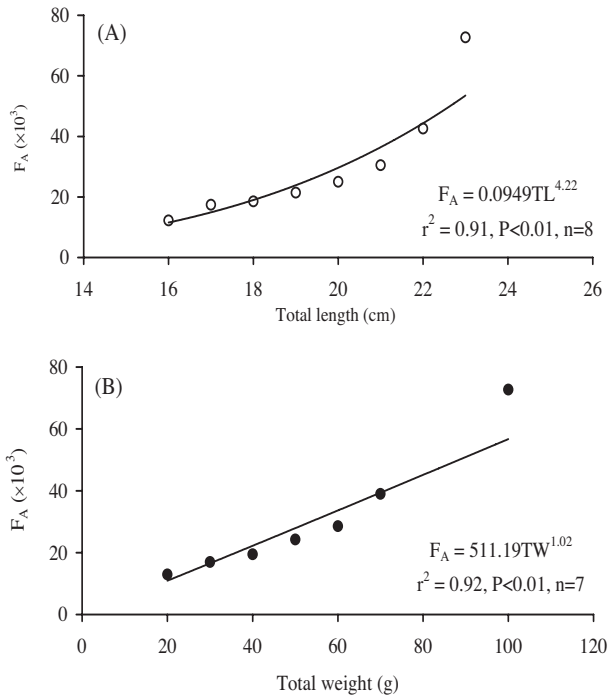 (A)
80
60
40
20
0
F_A (×10^3)
14 16 18 20 22 24 26
Total length (cm)
F_A = 0.0949TL^4.22
r^2 = 0.91, P<0.01, n=8
(B)
80
60
40
20
0
F_A (×10^3)
0 20 40 60 80 100 120
Total weight (g)
F_A = 511.19TW^1.02
r^2 = 0.92, P<0.01, n=7